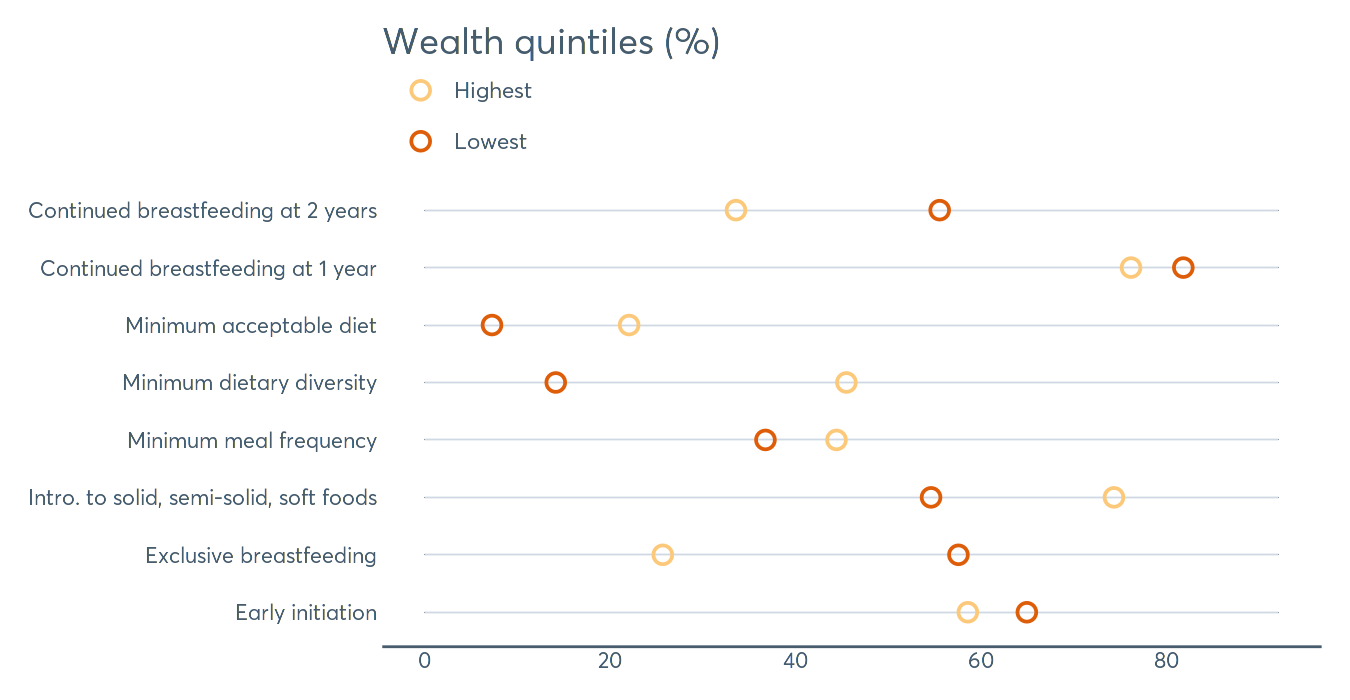 Wealth quintiles (%)
Highest
Lowest
Continued breastfeeding at 2 years
Continued breastfeeding at 1 year
Minimum acceptable diet
Minimum dietary diversity
Minimum meal frequency
Intro. to solid, semi-solid, soft foods
Exclusive breastfeeding
Early initiation
0 20 40 60 80